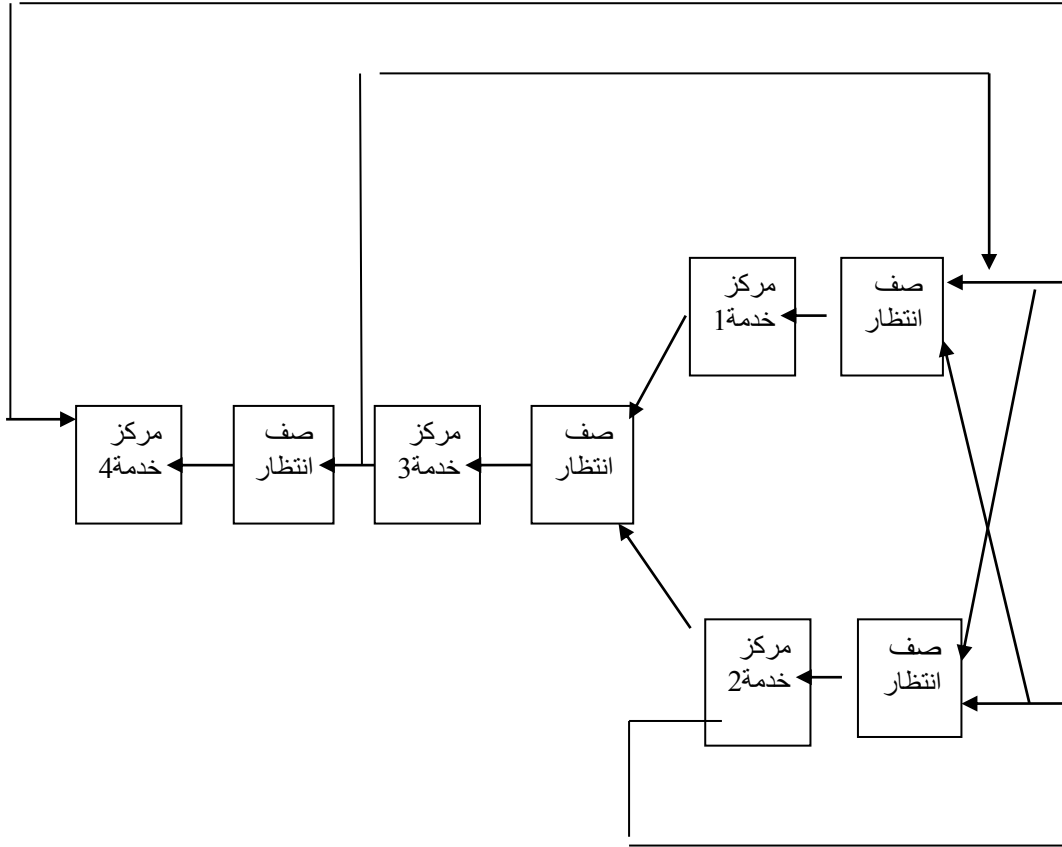 صف
انتظار
مركز
خدمة1
صف
انتظار
مركز
خدمة3
صف
انتظار
مركز
خدمة4
صف
انتظار
مركز
خدمة2